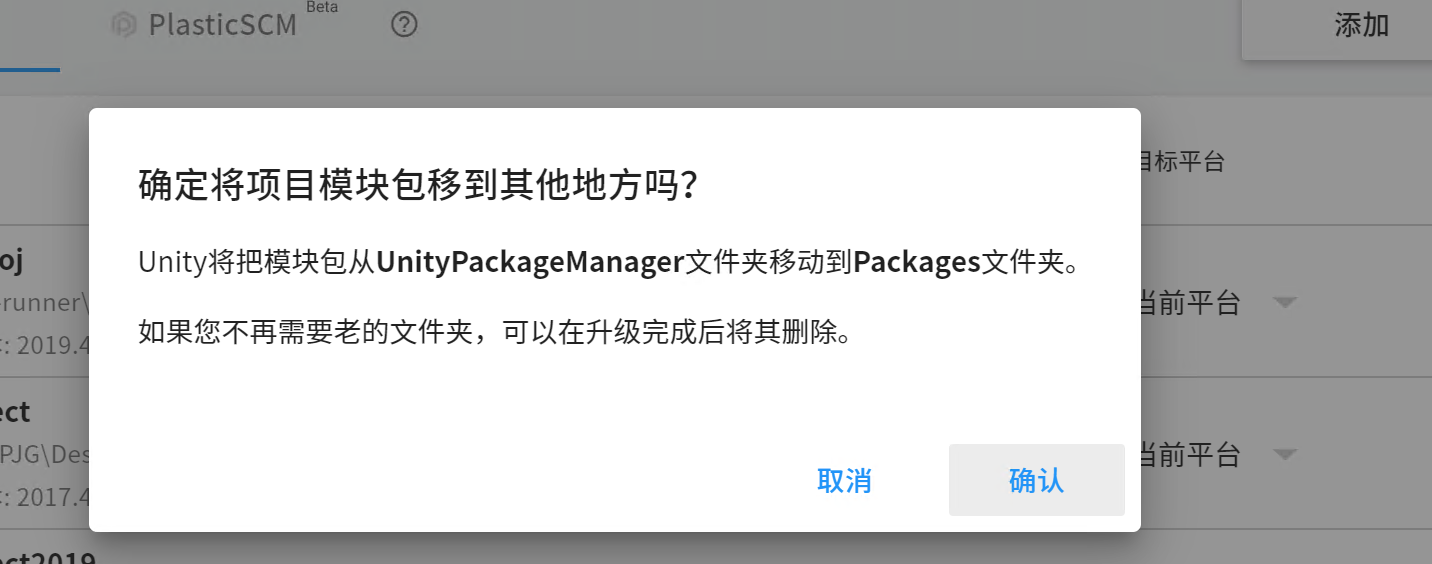 Beta
PlasticSCM
添加
目标平台
确定将项目模块包移到其他地方吗?
Unity将把模块包从UnityPackageManager文件夹移动到Packages文件夹。
如果您不再需要老的文件夹，可以在升级完成后将其删除。
oj
-runner\
: 2019.4
当前平台
ect
PJG\Des
: 2017.4
当前平台
取消
确认
ect2019